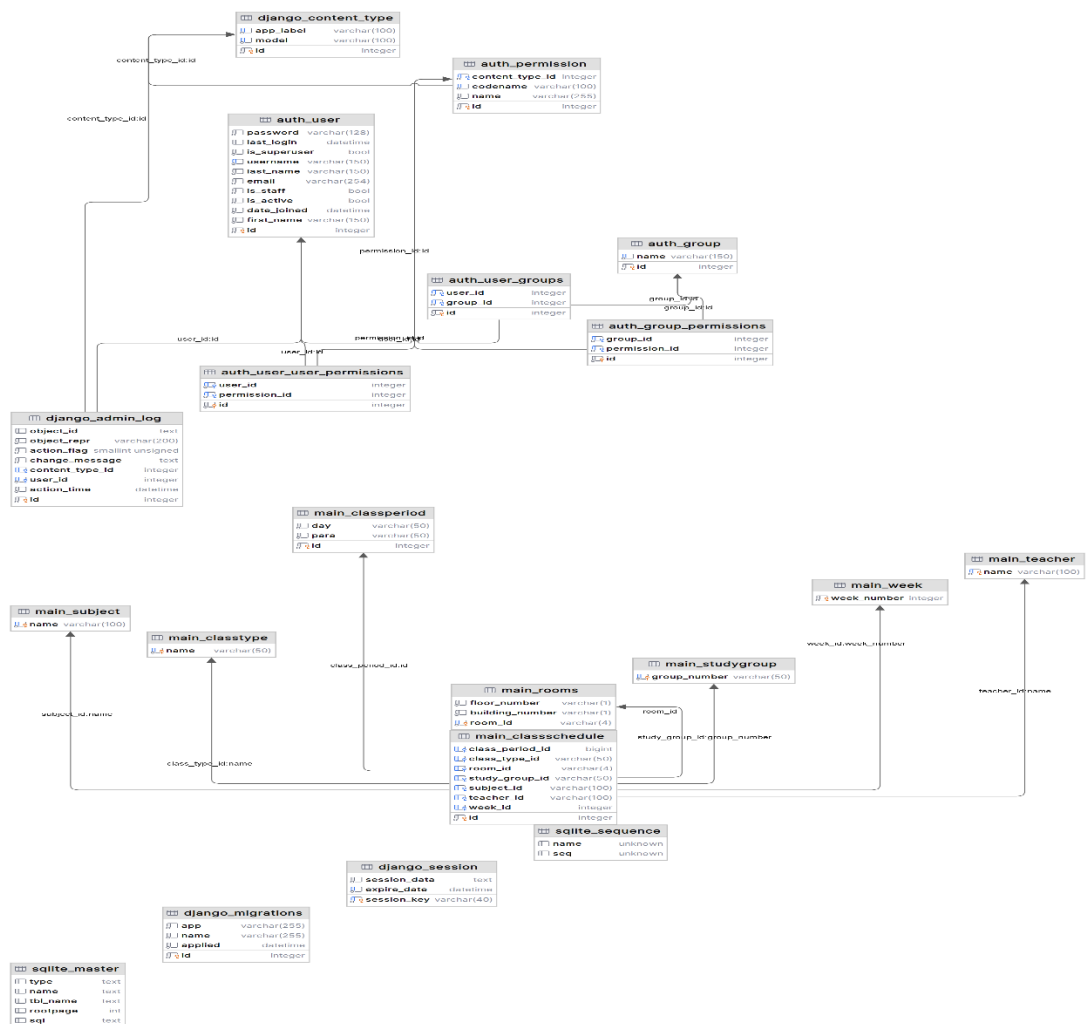 django_content_type
app_label varchar(100)
model varchar(100)
id integer
content_type_id:id
auth_permission
content_type_id integer
codename varchar(100)
name varchar(255)
id integer
content_type_id:id
auth_user
password varchar(128)
last_login datetime
is_superuser bool
username varchar(150)
last_name varchar(150)
email varchar(254)
is_staff bool
is_active bool
date_joined datetime
first_name varchar(150)
id integer
permission_id:id
auth_group
name varchar(150)
id integer
auth_user_groups
user_id integer
group_id integer
id integer
group_id:id
group_id:id
auth_group_permissions
group_id integer
permission_id integer
id integer
user_id:id
permission_id:id
user_id:id
auth_user_user_permissions
user_id integer
permission_id integer
id integer
django_admin_log
object_id text
object_repr varchar(200)
action_flag smallint unsigned
change_message text
content_type_id integer
user_id integer
action_time datetime
id integer
main_classperiod
day varchar(50)
para varchar(50)
id integer
main_teacher
name varchar(100)
main_week
week_number integer
main_subject
name varchar(100)
main_classtype
name varchar(50)
week_id:week_number
class_period_id:id
main_studygroup
group_number varchar(50)
main_rooms
floor_number varchar(1)
building_number varchar(1)
room_id varchar(4)
teacher_id:name
subject_id:name
room_id
main_classschedule
class_period_id bigint
class_type_id varchar(50)
room_id varchar(4)
study_group_id varchar(50)
subject_id varchar(100)
teacher_id varchar(100)
week_id integer
id integer
study_group_id:group_number
class_type_id:name
sqlite_sequence
name unknown
seq unknown
django_session
session_data text
expire_date datetime
session_key varchar(40)
django_migrations
app varchar(255)
name varchar(255)
applied datetime
id integer
sqlite_master
type text
name text
tbl_name text
rootpage int
sql text